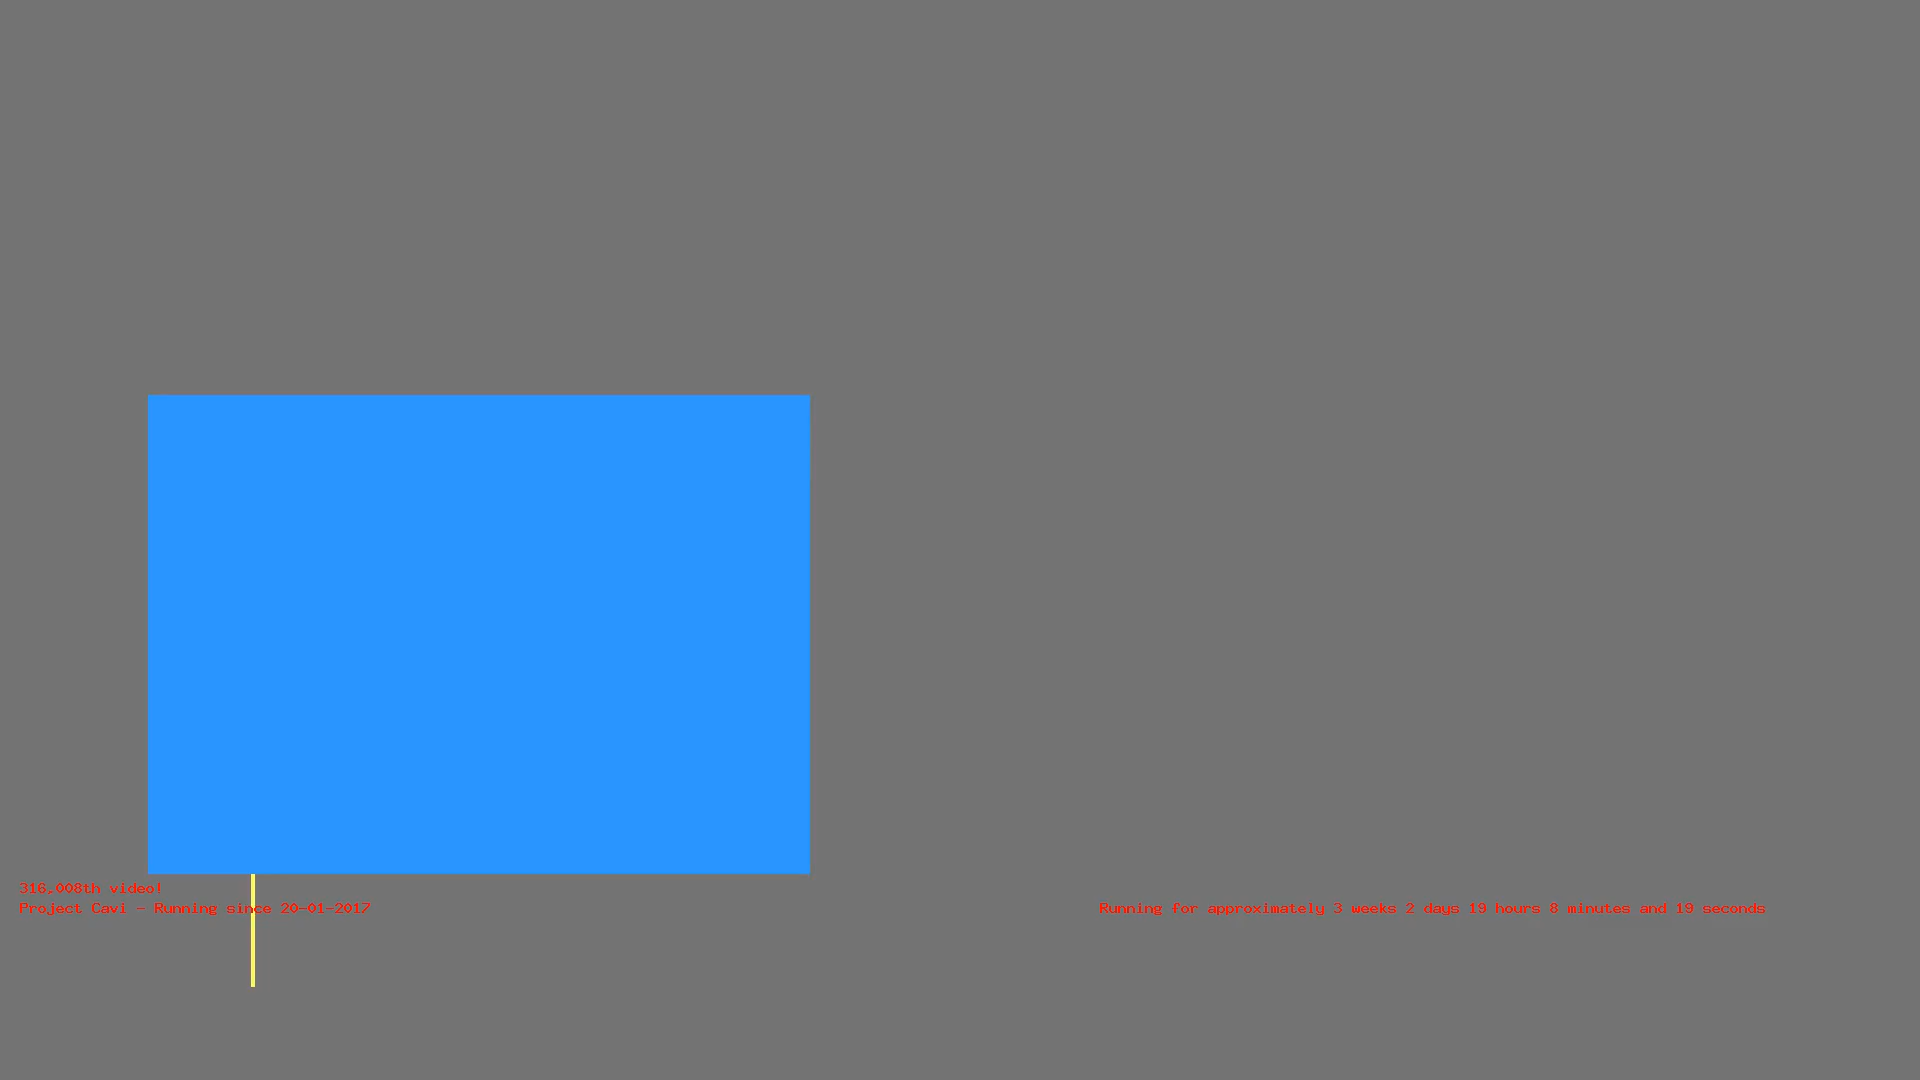 316,008th video!
Project Cavi - Running since 20-01-2017
Running for approximately 3 weeks 2 days 19 hours 8 minutes and 19 seconds